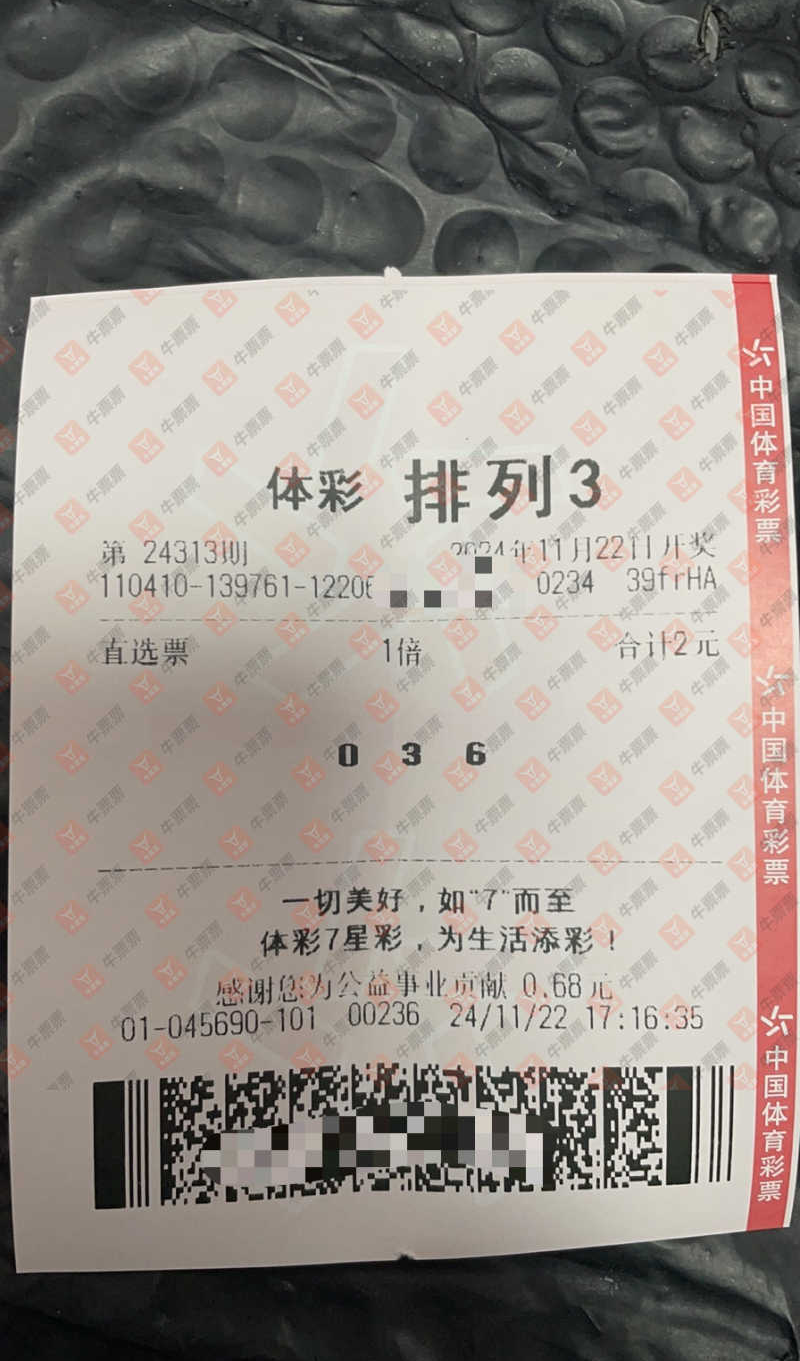 体彩 排列3
第 24313期 2024年11月22日开奖
110410-139761-12206 0234 39frHA
直选票 1倍 合计2元
0 3 6
一切美好，如“7”而至
体彩7星彩，为生活添彩！
感谢您为公益事业贡献 0.68元
01-045690-101 00236 24/11/22 17:16:35
中国体育彩票
中国体育彩票
中国体育彩票
牛票票